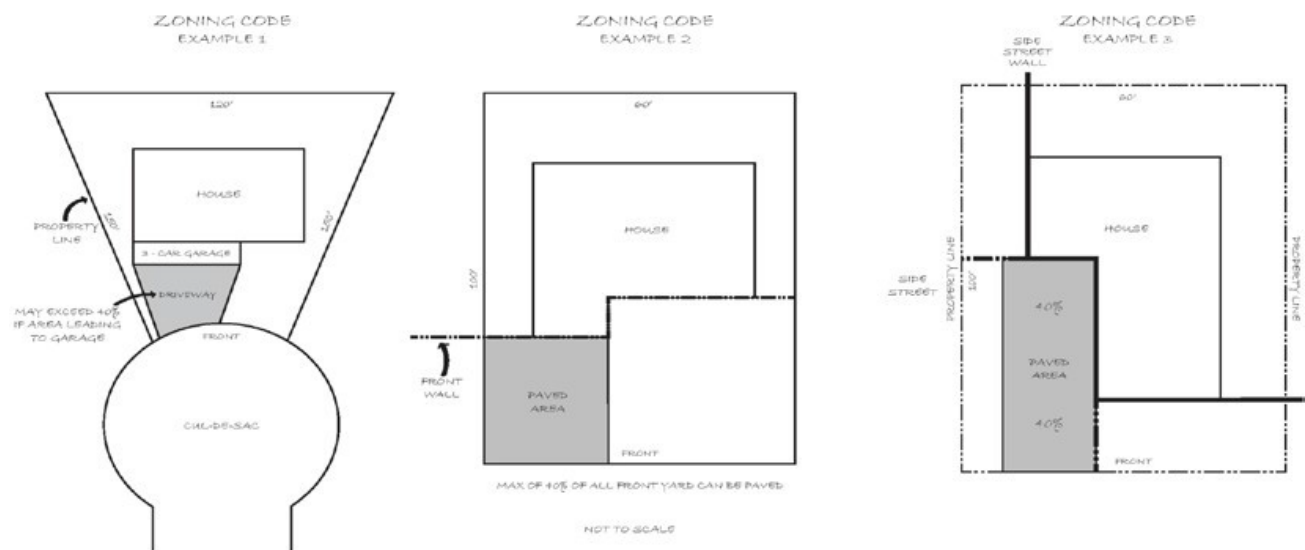 ZONING CODE
EXAMPLE 1
120'
HOUSE
150'
150'
PROPERTY
LINE
3 - CAR GARAGE
DRIVEWAY
MAY EXCEED 40%
IF AREA LEADING
TO GARAGE
FRONT
CUL-DE-SAC
ZONING CODE
EXAMPLE 2
60'
HOUSE
100'
FRONT
WALL
PAVED
AREA
FRONT
MAX OF 40% OF ALL FRONT YARD CAN BE PAVED
NOT TO SCALE
ZONING CODE
EXAMPLE 3
SIDE
STREET
WALL
60'
HOUSE
PROPERTY LINE
100'
PROPERTY LINE
SIDE
STREET
40%
PAVED
AREA
40%
FRONT